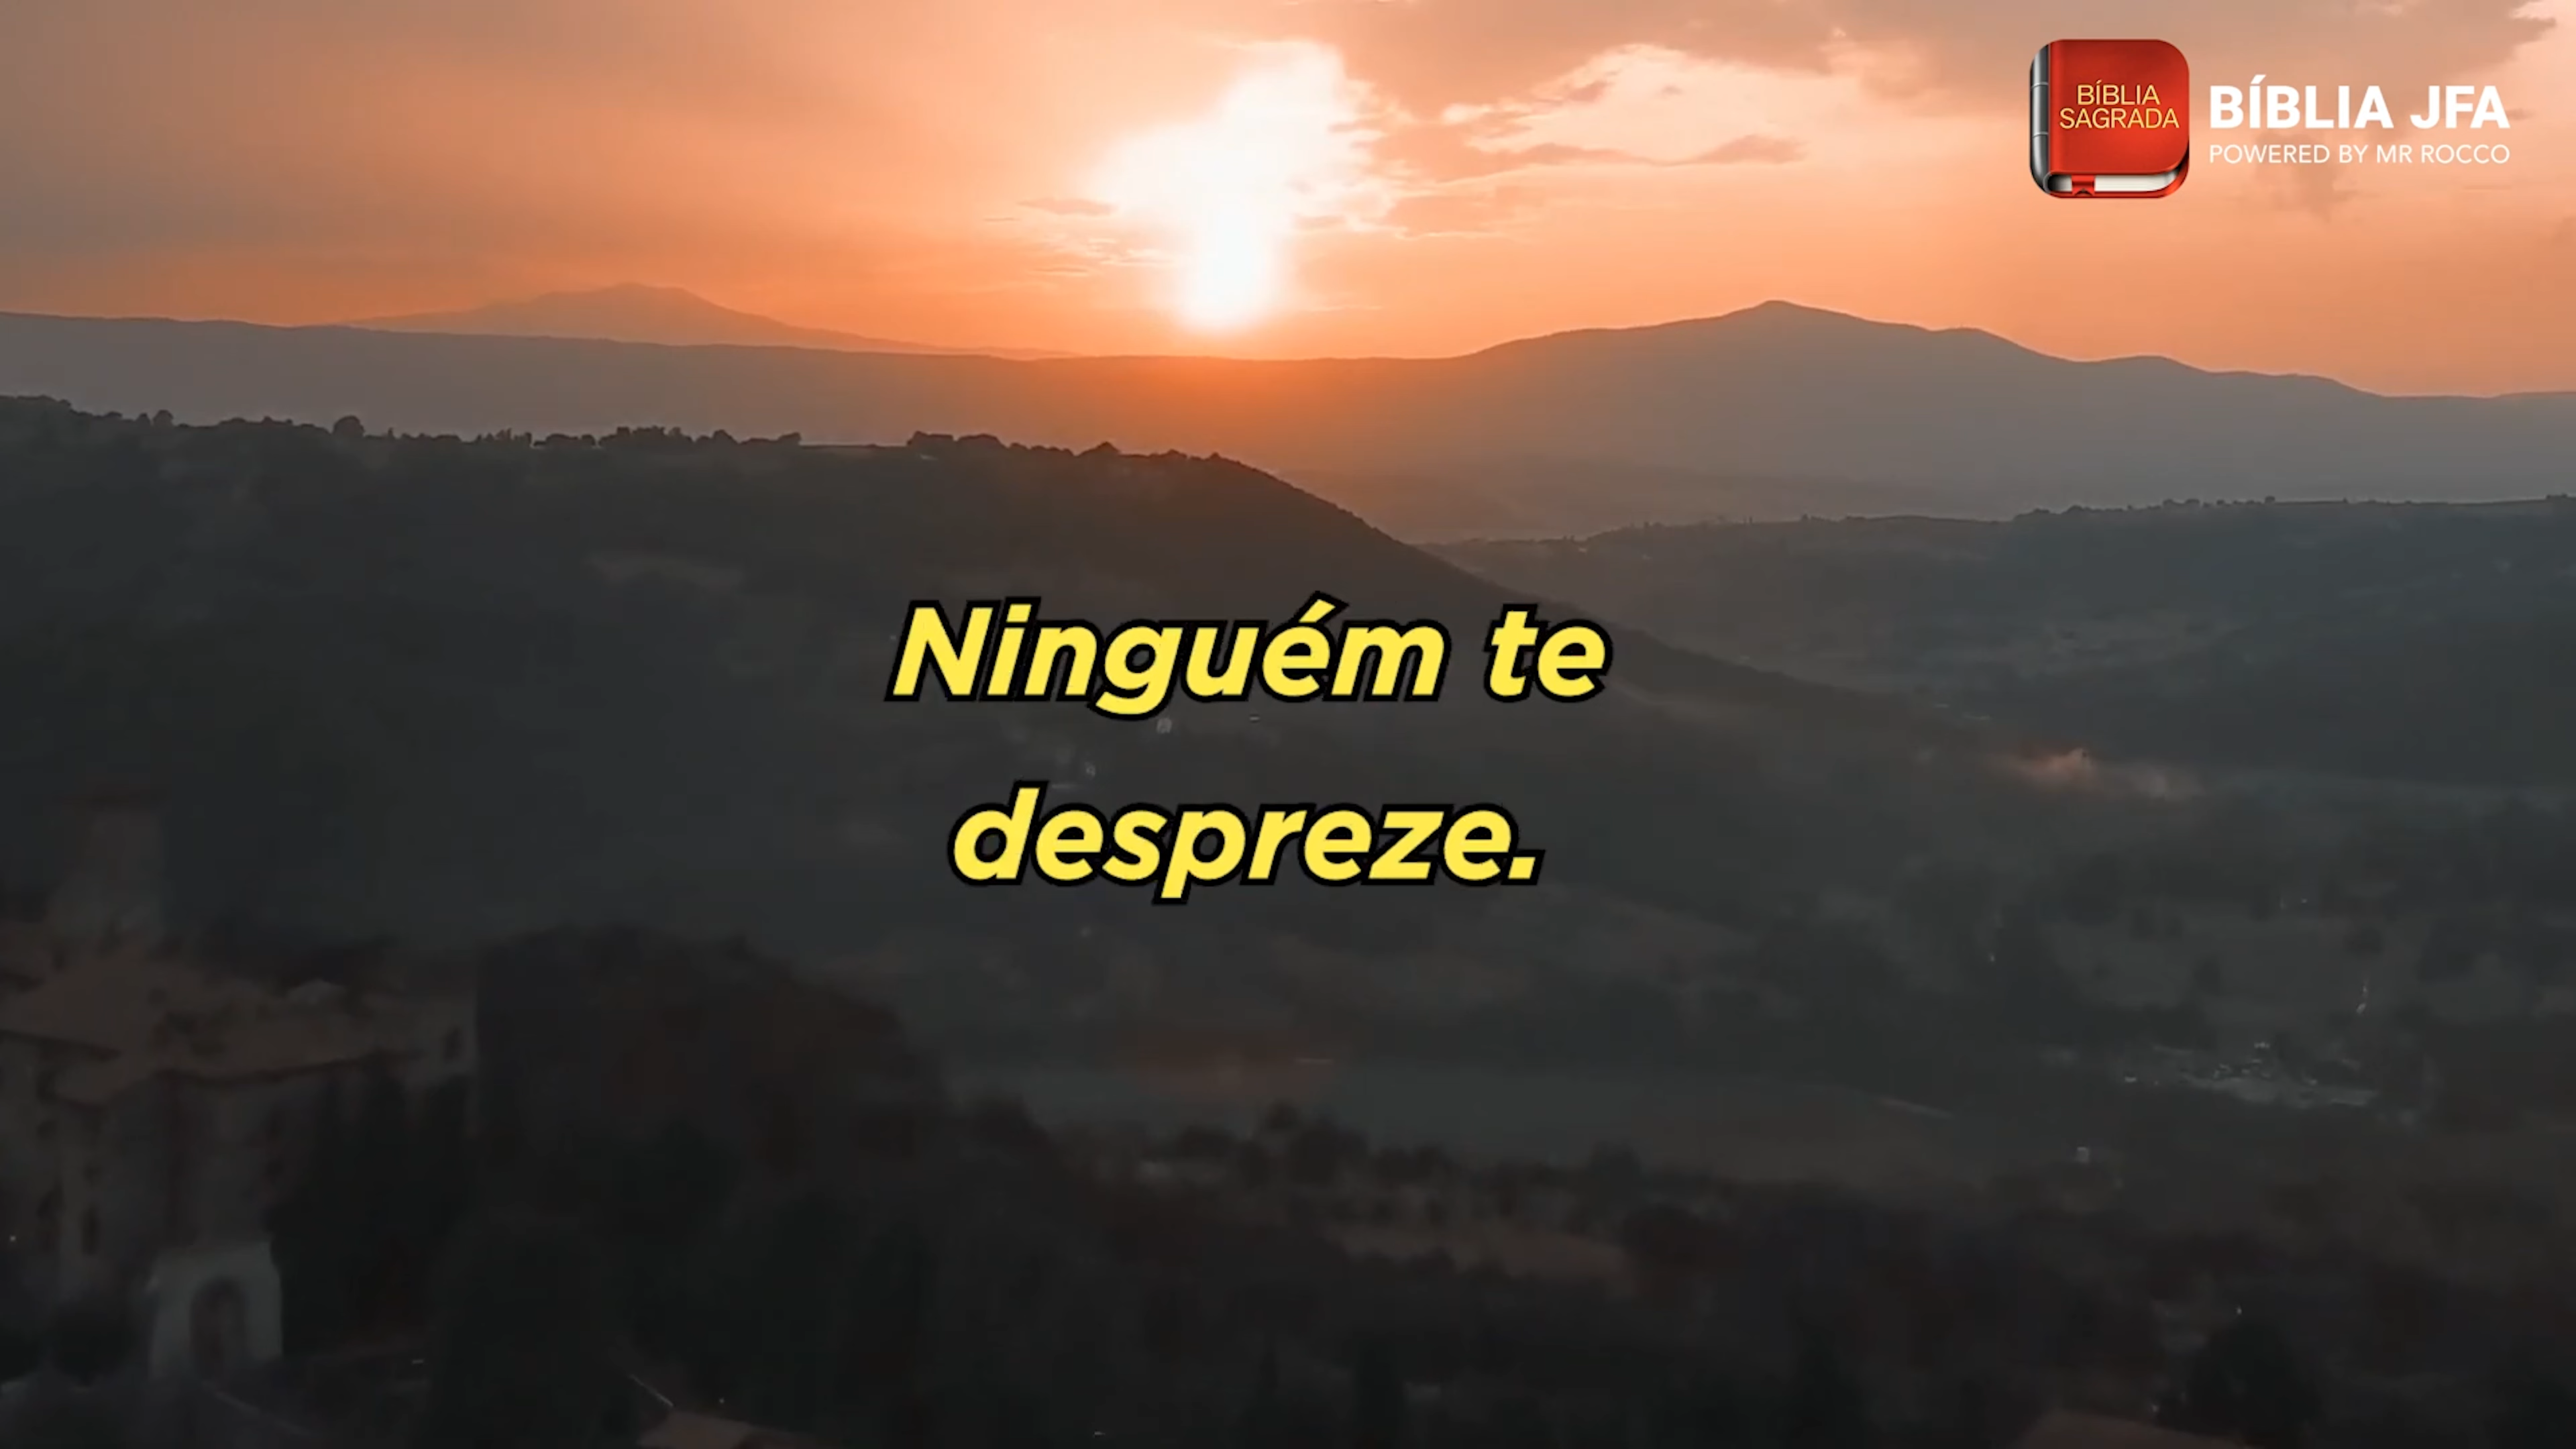 BÍBLIA
SAGRADA
BÍBLIA JFA
POWERED BY MR ROCCO
Ninguém te
despreze.